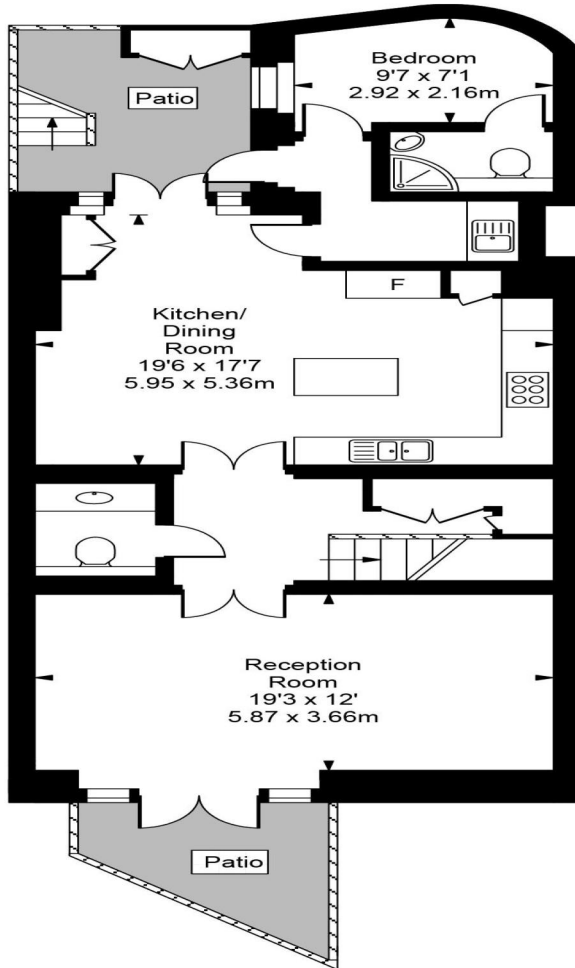 Patio
Bedroom
9'7 x 7'1
2.92 x 2.16m
F
Kitchen/
Dining
Room
19'6 x 17'7
5.95 x 5.36m
Reception
Room
19'3 x 12'
5.87 x 3.66m
Patio